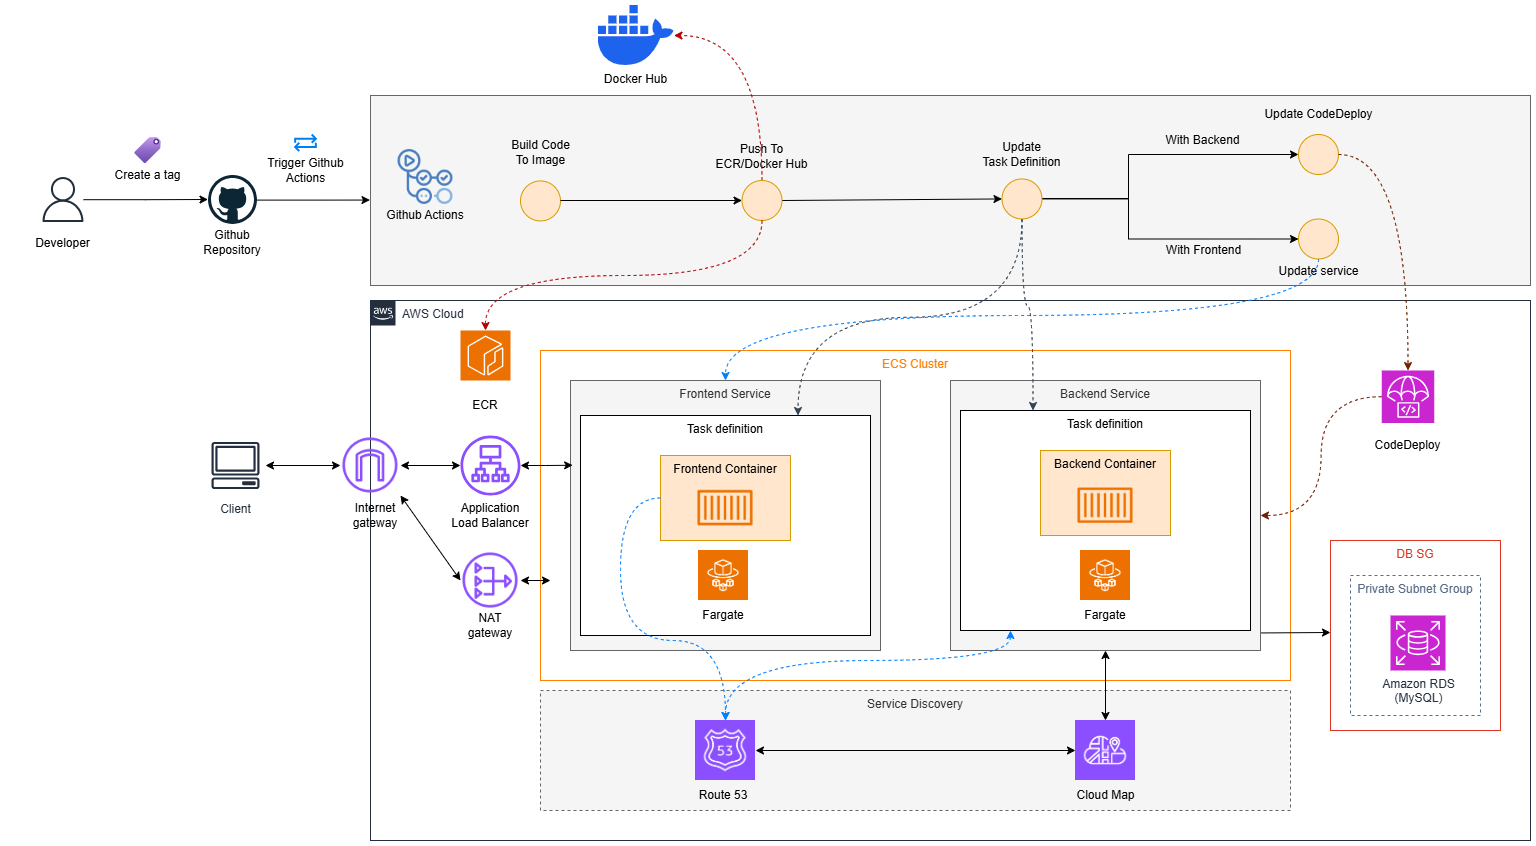 Docker Hub
Update CodeDeploy
Create a tag
Trigger Github
Actions
Build Code
To Image
Push To
ECR/Docker Hub
Update
Task Definition
With Backend
Github Actions
Developer
Github
Repository
With Frontend
Update service
aws
AWS Cloud
ECR
ECS Cluster
Frontend Service
Backend Service
Task definition
Task definition
Frontend Container
Backend Container
CodeDeploy
Client
Internet
gateway
Application
Load Balancer
NAT
gateway
Fargate
Fargate
DB SG
Private Subnet Group
Amazon RDS
(MySQL)
Service Discovery
53
Route 53
Cloud Map